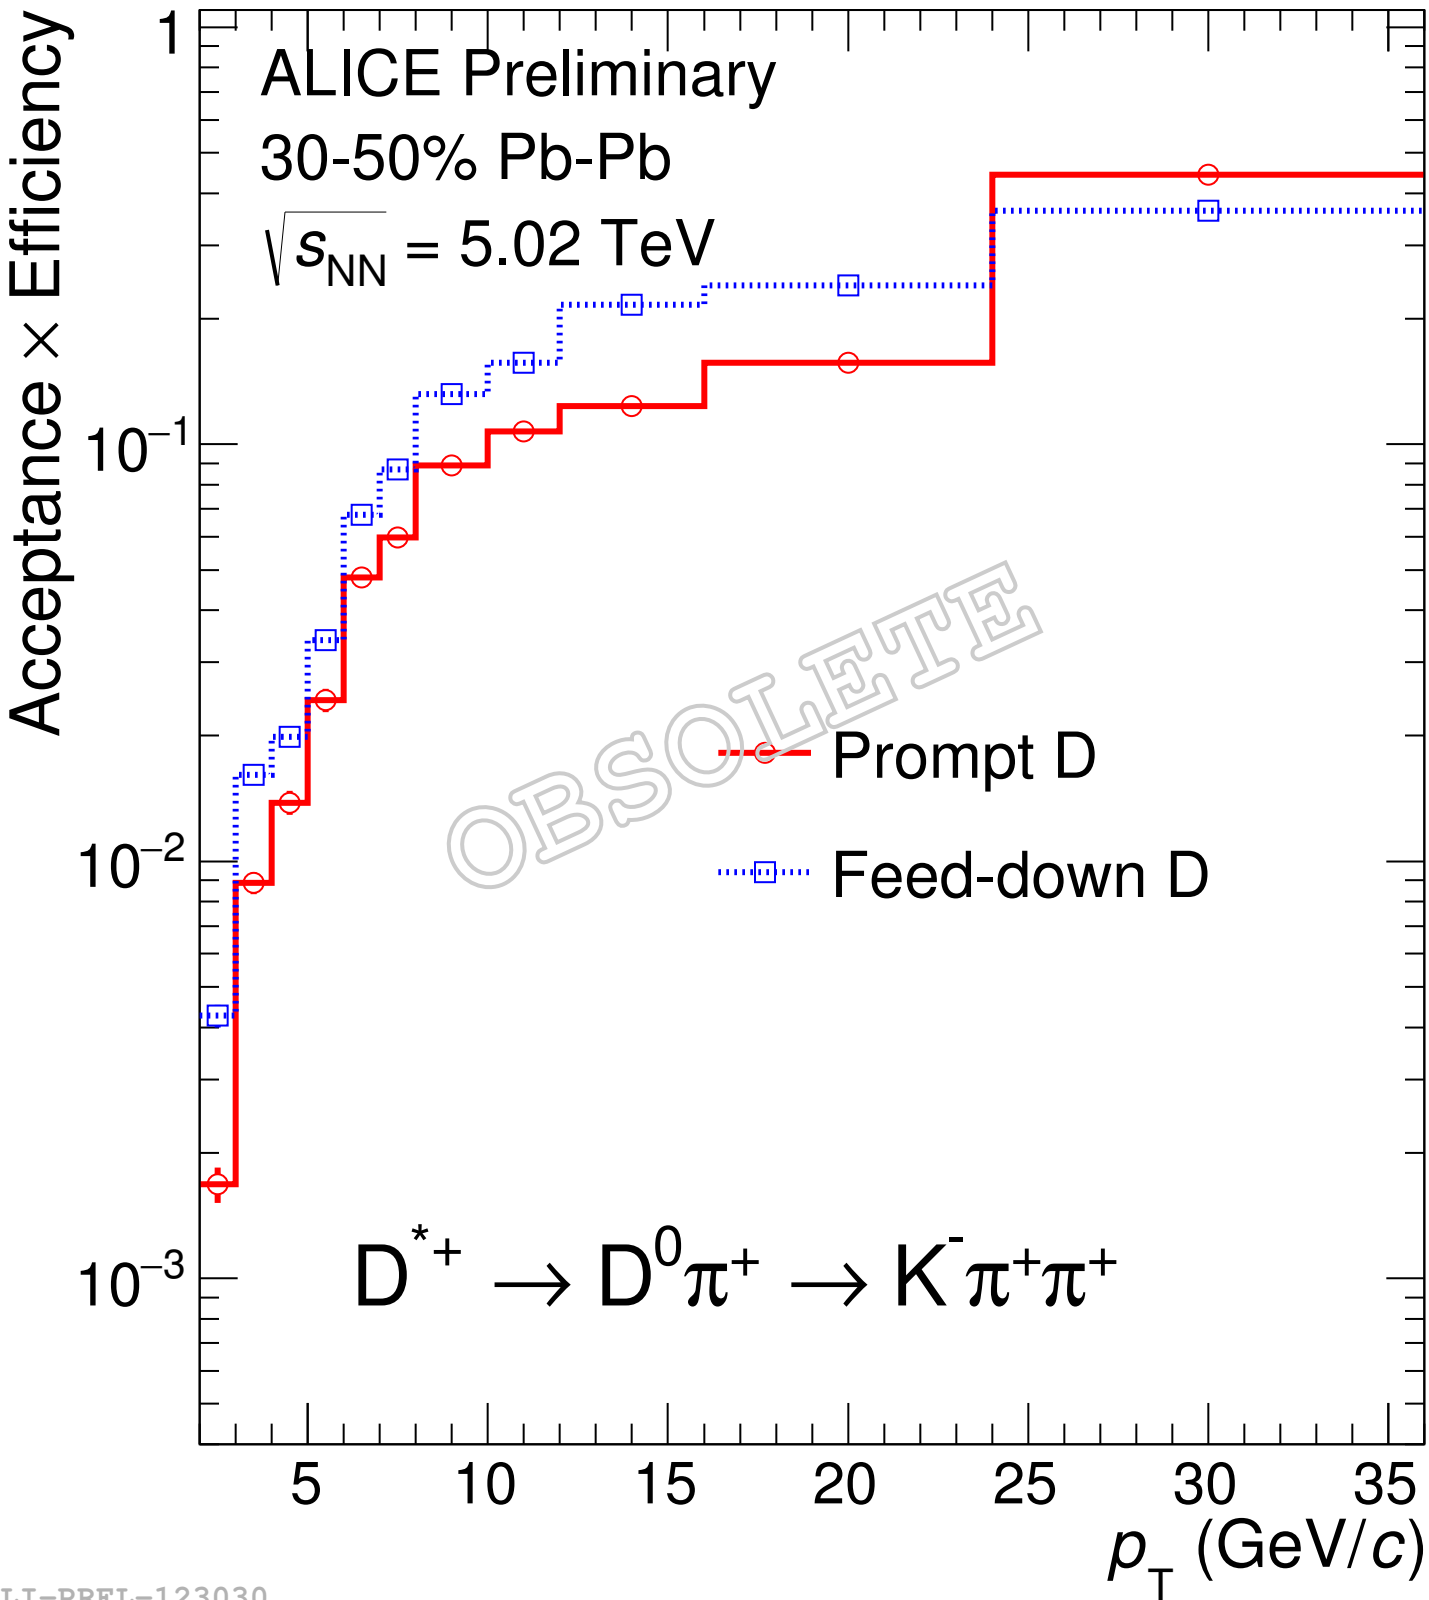 Acceptance × Efficiency
1
10⁻¹
10⁻²
10⁻³
ALICE Preliminary
30-50% Pb-Pb
√sNN = 5.02 TeV
OBSOLETE
Prompt D
Feed-down D
D*+ → D⁰π⁺ → K⁻π⁺π⁺
5 10 15 20 25 30 35
pT (GeV/c)